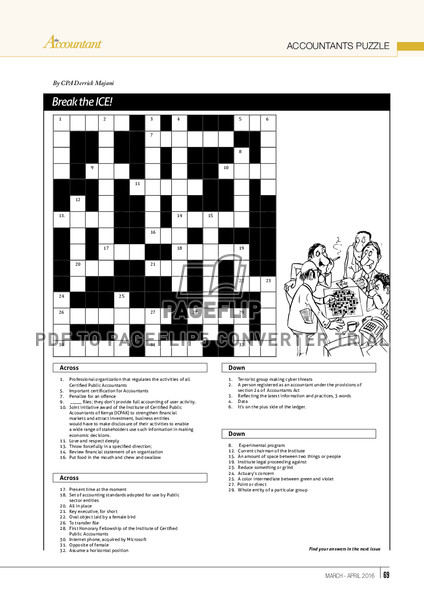 the
Accountant
ACCOUNTANTS PUZZLE
By CPA Derrick Majani
Break the ICE!
1 2 3 4 5 6
7
8
9 10
11
12
13 14 15
16
17 18 19
20 21
22 23
24 25
26 27 29
PAGEFLIP
PDF TO PAGEFLIP5 CONVERTER TRIAL
Across
1. Professional organization that regulates the activities of all
Certified Public Accountants
5. Important certification for Accountants
7. Penalise for an offence
9. _____ files; they don't provide full accounting of user activity.
10. Joint initiative award of the Institute of Certified Public
Accountants of Kenya (ICPAK) to strengthen financial
markets and attract investment, business entities
would have to make disclosure of their activities to enable
a wide range of stakeholders use such information in making
economic decisions.
11. Love and respect deeply
13. Throw forcefully in a specified direction;
14. Review financial statement of an organization
16. Put food in the mouth and chew and swallow
Across
17. Present time at the moment
18. Set of accounting standards adopted for use by Public
sector entities
20. At in place
21. Key executive, for short
22. Oval object laid by a female bird
26. To transfer file
28. First Honorary Fellowship of the Institute of Certified
Public Accountants
30. Internet phone, acquired by Microsoft
31. Opposite of female
32. Assume a horizontal position
Down
1. Terrorist group making cyber threats
2. A person registered as an accountant under the provisions of
section 24 of Accountants Act
3. Reflecting the latest information and practices, 3 words
4. Data
6. It's on the plus side of the ledger.
Down
8. Experimental program
12. Current chairman of the Institute
15. An amount of space between two things or people
19. Institute legal proceeding against
23. Reduce something or grind
24. Actuary's concern
25. A color intermediate between green and violet
27. Point or direct
29. Whole entity of a particular group
Find your answers in the next issue
MARCH - APRIL 2016 69